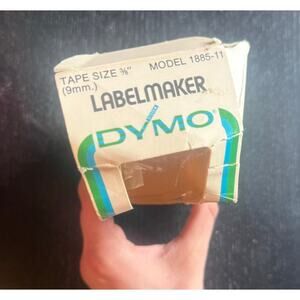 TAPE SIZE ⅜" MODEL 1885-11
(9mm.)
LABELMAKER
DYMO